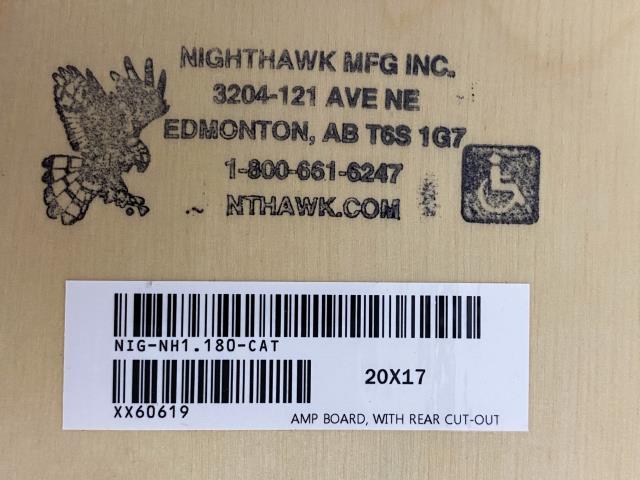 NIGHTHAWK MFG INC.
3204-121 AVE NE
EDMONTON, AB T6S 1G7
1-800-661-6247
NTHAWK.COM
NIG-NH1.180-CAT
20X17
XX60619
AMP BOARD, WITH REAR CUT-OUT